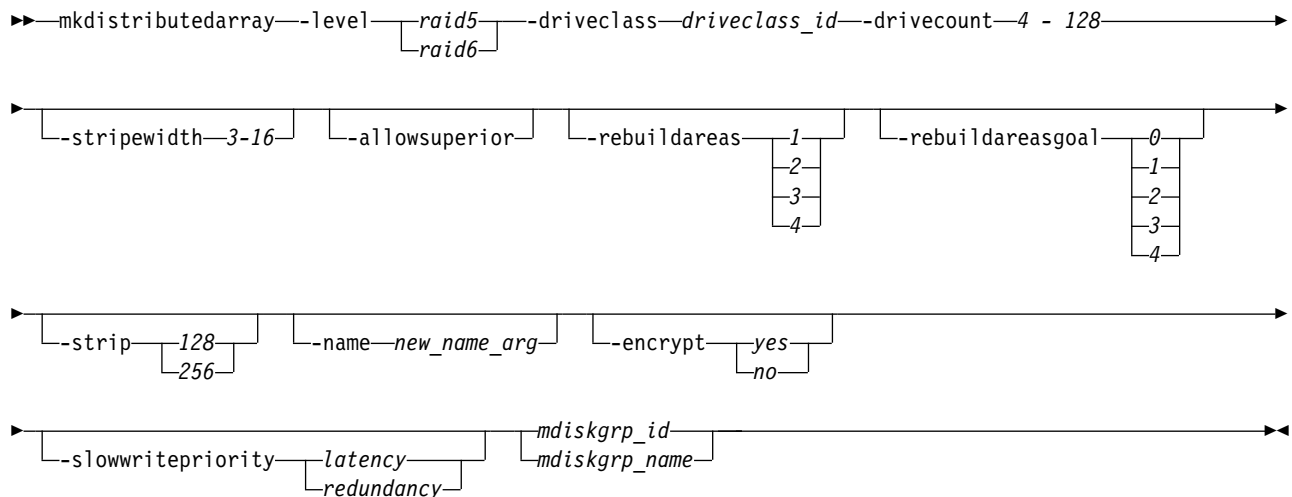 mkdistributedarray -level raid5 -driveclass driveclass_id -drivecount 4 - 128
raid6
-stripewidth 3-16 -allowsuperior -rebuildareas 1 -rebuildareasgoal 0
2 1
3 2
4 3
4
-strip 128 -name new_name_arg -encrypt yes
256 no
mdiskgrp_id
-slowwritepriority latency mdiskgrp_name
redundancy